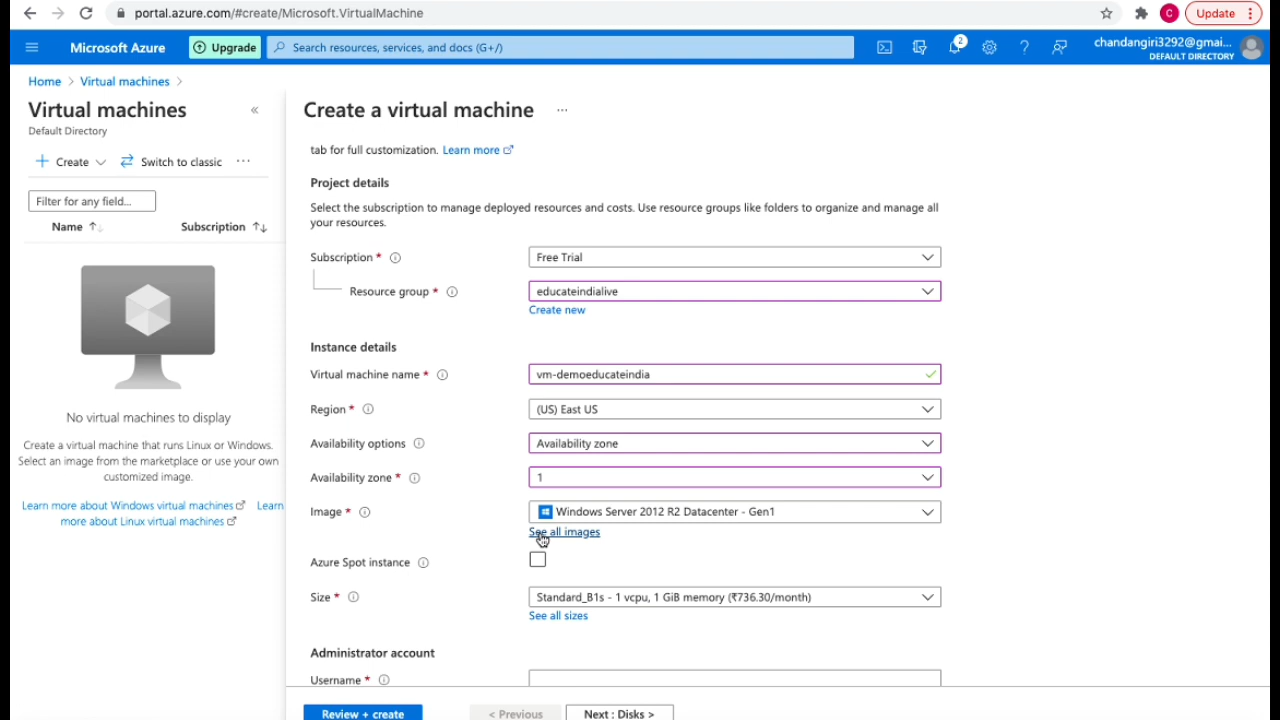 portal.azure.com/#create/Microsoft.VirtualMachine
C
Update
Microsoft Azure
Upgrade
Search resources, services, and docs (G+/)
2
chandangiri3292@gmai...
DEFAULT DIRECTORY
Home > Virtual machines >
Virtual machines
«
Default Directory
+ Create
Switch to classic
...
Filter for any field...
Name ↑↓
Subscription ↑↓
No virtual machines to display
Create a virtual machine that runs Linux or Windows.
Select an image from the marketplace or use your own
customized image.
Learn more about Windows virtual machines
Learn
more about Linux virtual machines
Create a virtual machine
...
tab for full customization. Learn more
Project details
Select the subscription to manage deployed resources and costs. Use resource groups like folders to organize and manage all
your resources.
Subscription *
Free Trial
Resource group *
educateindialive
Create new
Instance details
Virtual machine name *
vm-demoeducateindia
Region *
(US) East US
Availability options
Availability zone
Availability zone *
1
Image *
Windows Server 2012 R2 Datacenter - Gen1
See all images
Azure Spot instance
Size *
Standard_B1s - 1 vcpu, 1 GiB memory (₹736.30/month)
See all sizes
Administrator account
Username *
Review + create
< Previous
Next : Disks >